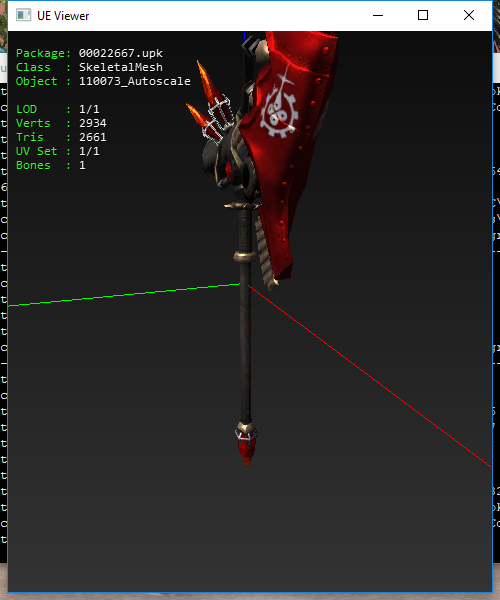 UE Viewer
Package: 00022667.upk
Class : SkeletalMesh
Object : 110073_Autoscale
LOD : 1/1
Verts : 2934
Tris : 2661
UV Set : 1/1
Bones : 1